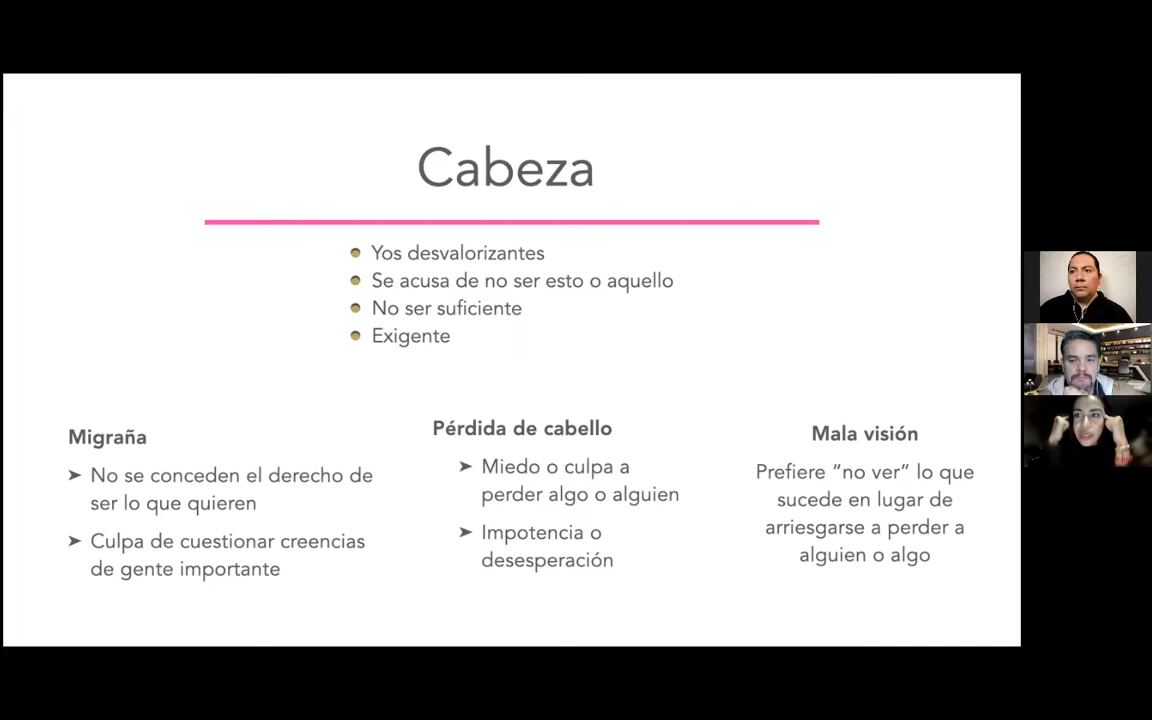 Cabeza
Yos desvalorizantes
Se acusa de no ser esto o aquello
No ser suficiente
Exigente
Migraña
➤ No se conceden el derecho de
ser lo que quieren
➤ Culpa de cuestionar creencias
de gente importante
Pérdida de cabello
➤ Miedo o culpa a
perder algo o alguien
➤ Impotencia o
desesperación
Mala visión
Prefiere “no ver” lo que
sucede en lugar de
arriesgarse a perder a
alguien o algo